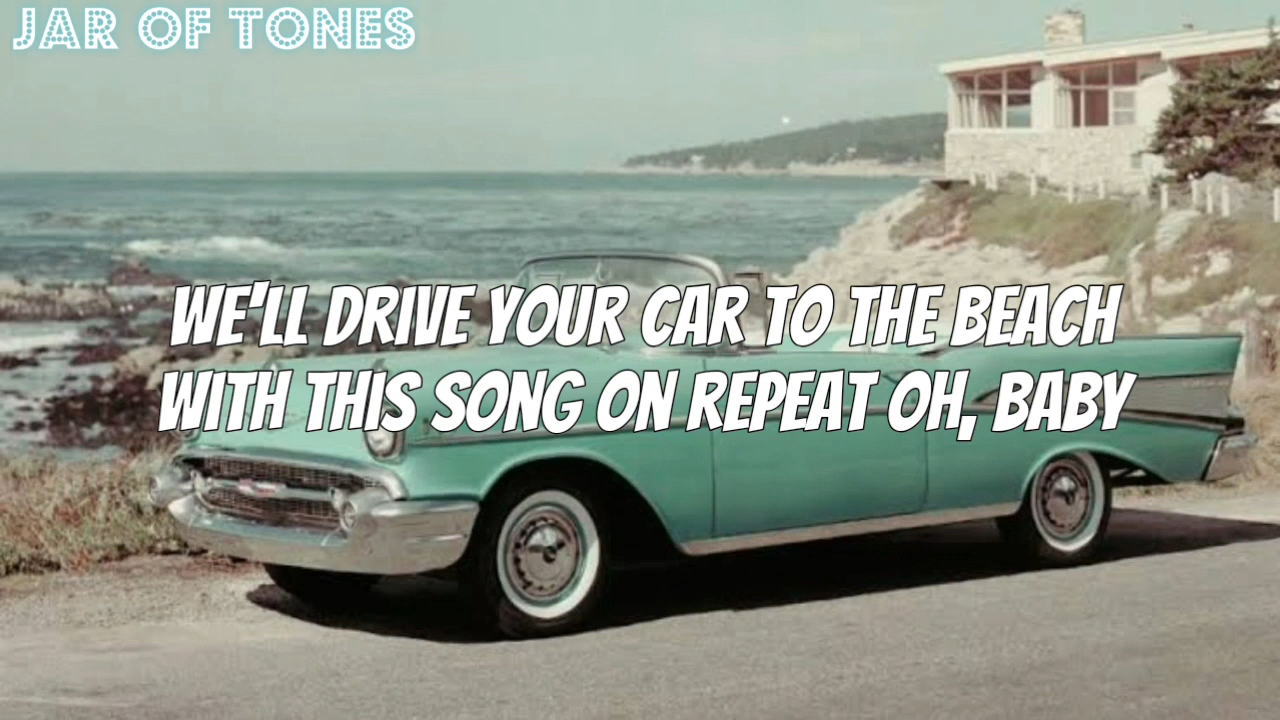 JAR OF TONES
WE'LL DRIVE YOUR CAR TO THE BEACH
WITH THIS SONG ON REPEAT OH, BABY